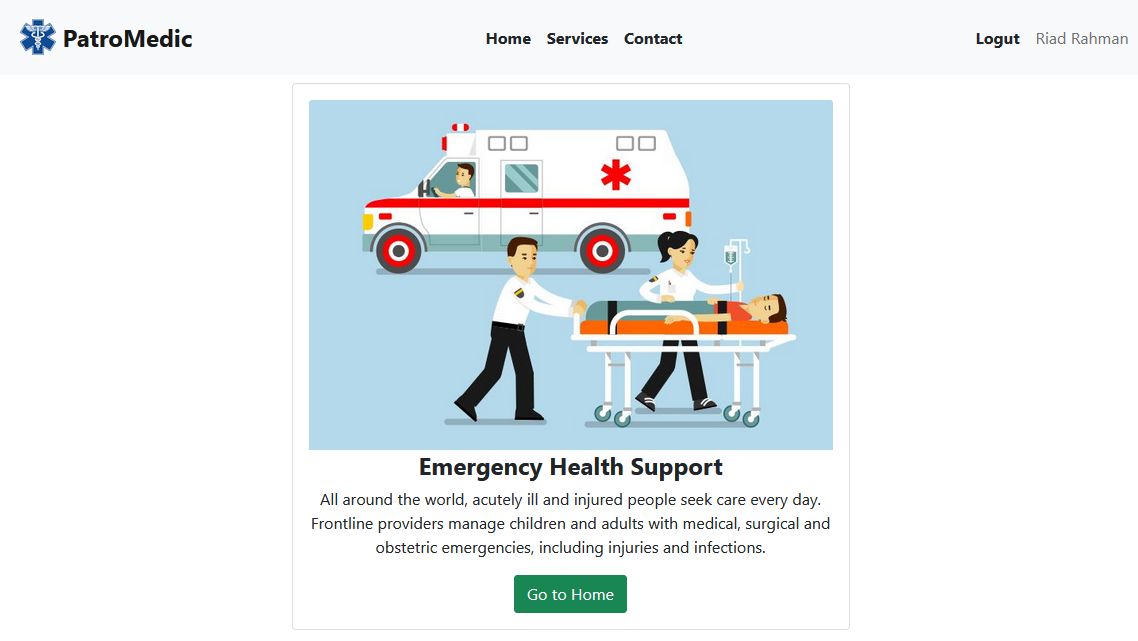 PatroMedic
Home Services Contact
Logut Riad Rahman
Emergency Health Support
All around the world, acutely ill and injured people seek care every day.
Frontline providers manage children and adults with medical, surgical and
obstetric emergencies, including injuries and infections.
Go to Home